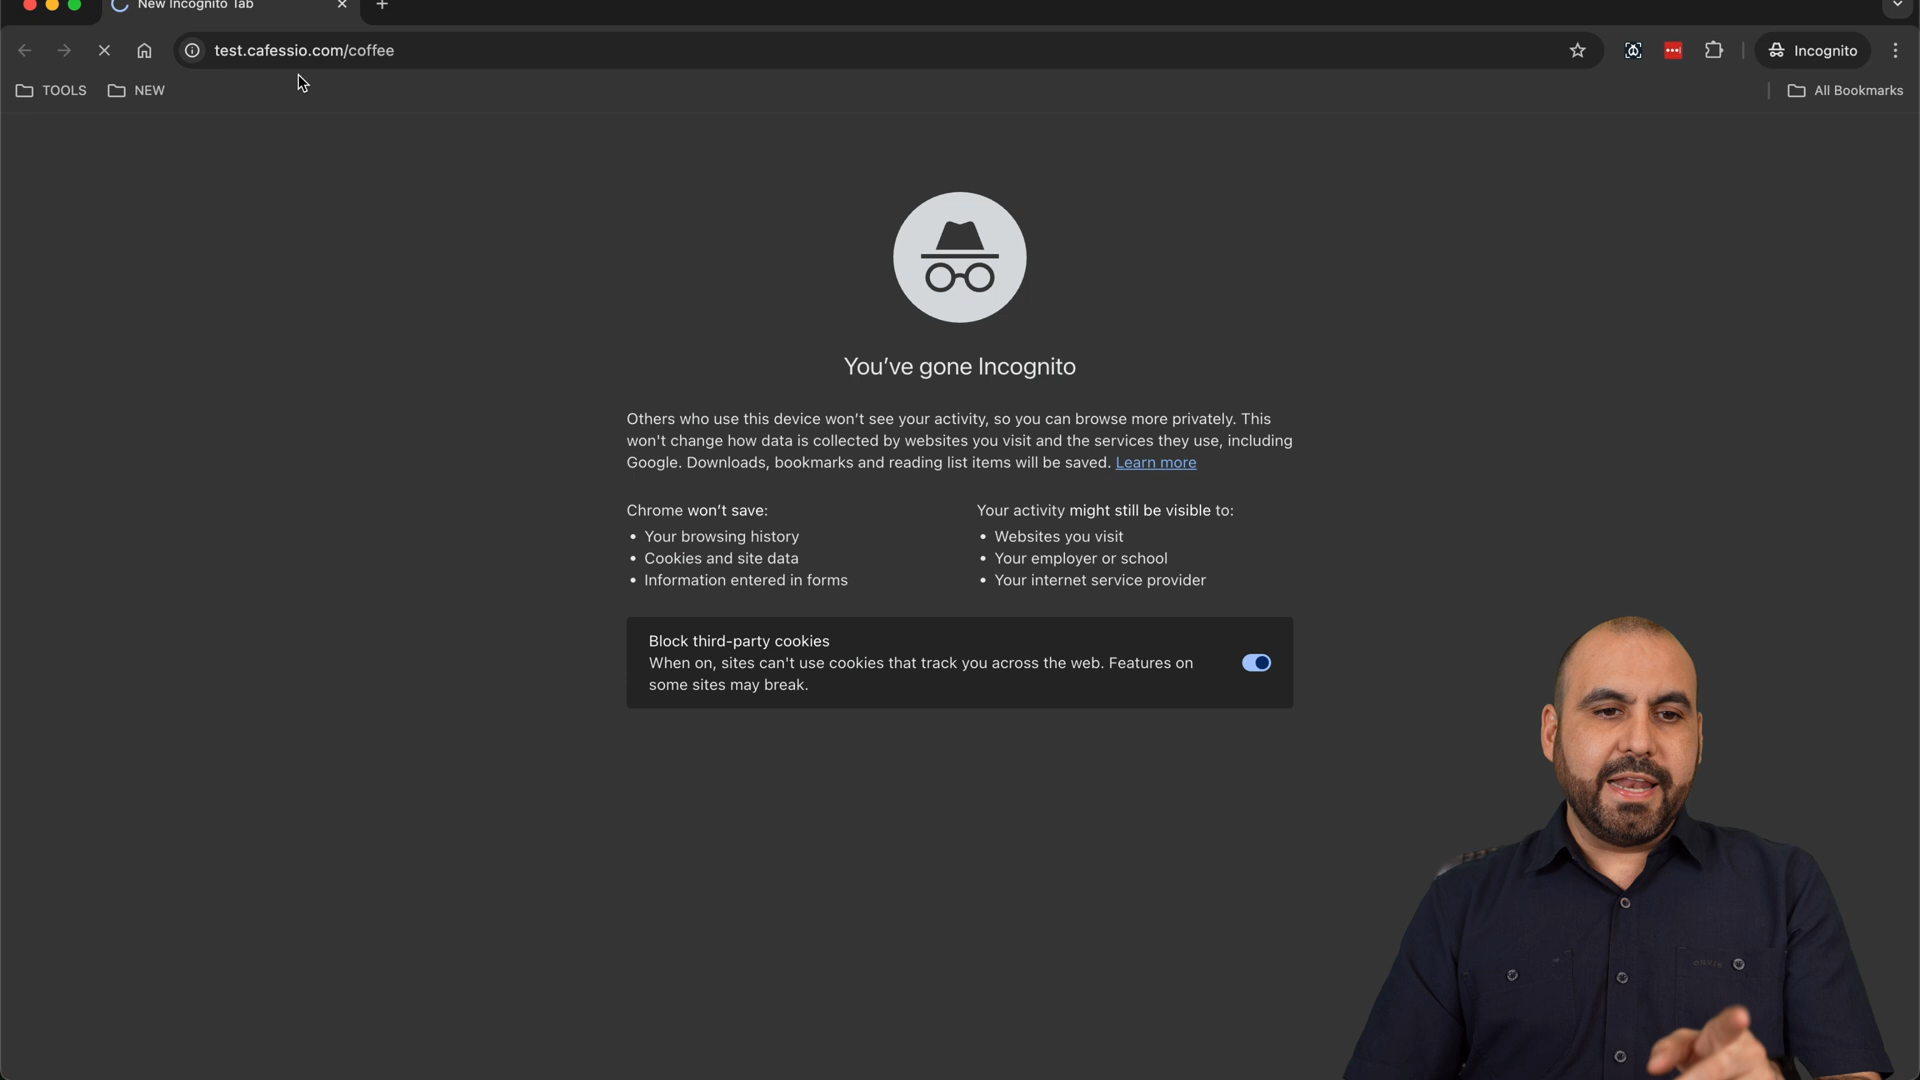 New Incognito Tab
test.cafessio.com/coffee
Incognito
TOOLS
NEW
All Bookmarks
You've gone Incognito
Others who use this device won't see your activity, so you can browse more privately. This
won't change how data is collected by websites you visit and the services they use, including
Google. Downloads, bookmarks and reading list items will be saved. Learn more
Chrome won't save:
• Your browsing history
• Cookies and site data
• Information entered in forms
Your activity might still be visible to:
• Websites you visit
• Your employer or school
• Your internet service provider
Block third-party cookies
When on, sites can't use cookies that track you across the web. Features on
some sites may break.